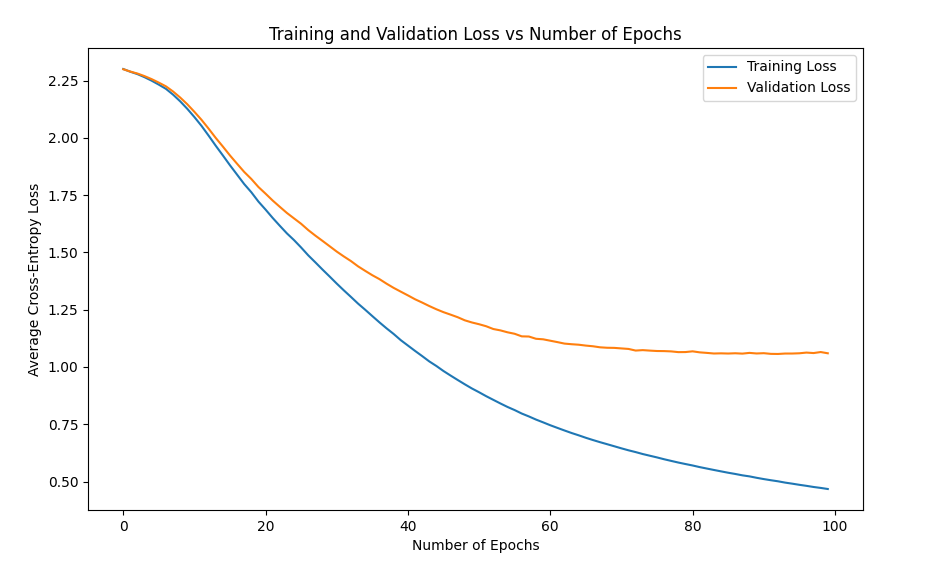 Training and Validation Loss vs Number of Epochs
Training Loss
Validation Loss
Average Cross-Entropy Loss
2.25
2.00
1.75
1.50
1.25
1.00
0.75
0.50
0 20 40 60 80 100
Number of Epochs